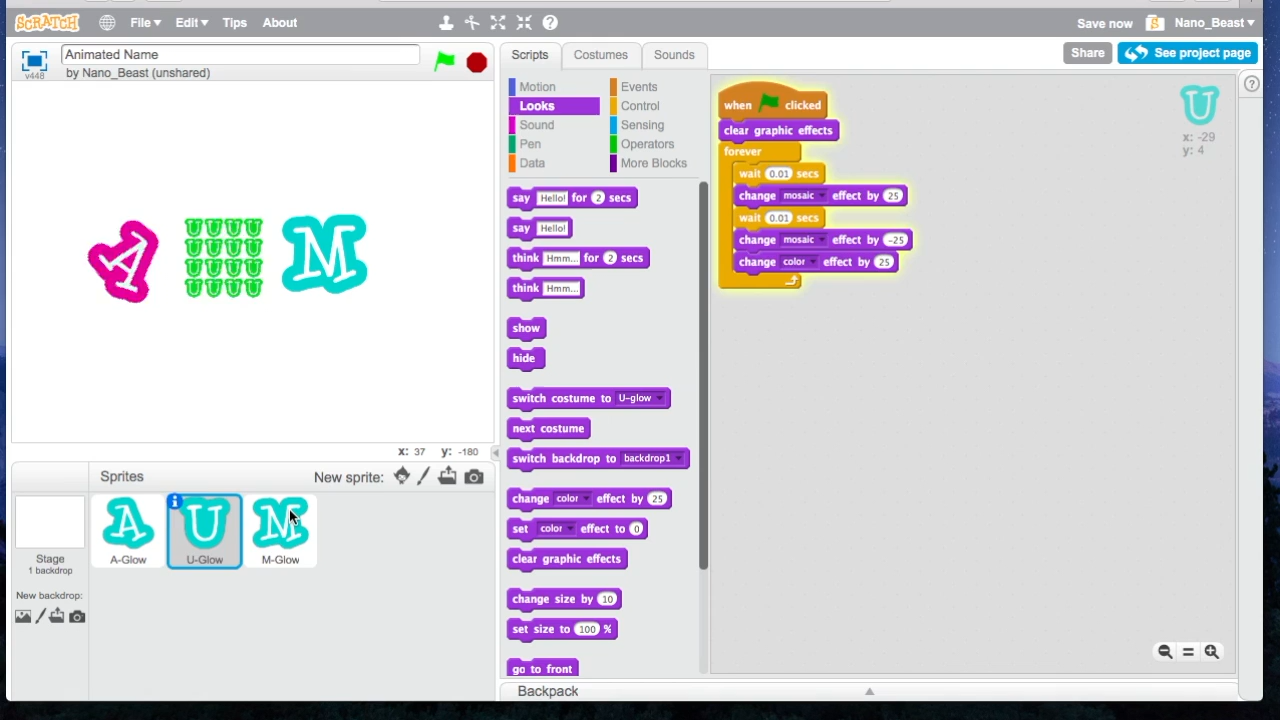 SCRATCH File▼ Edit▼ Tips About Save now Nano_Beast▼
v448 Animated Name
by Nano_Beast (unshared)
Scripts Costumes Sounds Share See project page
Motion Events
Looks Control
Sound Sensing
Pen Operators
Data More Blocks
say Hello! for 2 secs
say Hello!
think Hmm... for 2 secs
think Hmm...
show
hide
switch costume to U-glow
next costume
switch backdrop to backdrop1
change color effect by 25
set color effect to 0
clear graphic effects
change size by 10
set size to 100 %
go to front
when clicked
clear graphic effects
forever
wait 0.01 secs
change mosaic effect by 25
wait 0.01 secs
change mosaic effect by -25
change color effect by 25
U
x: -29
y: 4
A U U U U M
U U U U
U U U U
U U U U
x: 37 y: -180
Sprites New sprite:
A U M
Stage A-Glow U-Glow M-Glow
1 backdrop
New backdrop:
Backpack